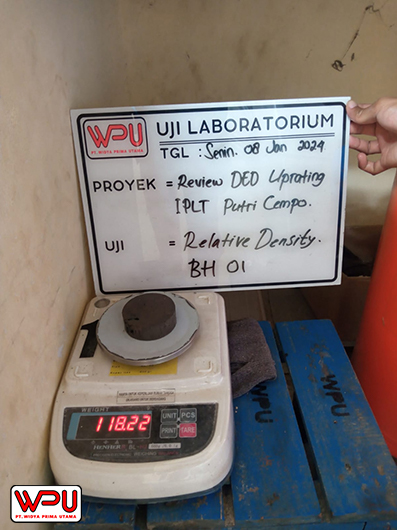 WPU
PT. WIDYA PRIMA UTAMA
UJI LABORATORIUM
TGL : Senin. 08 Jan 2024
PROYEK = Review DED Uprating
IPLT Putri Cempo.
UJI = Relative Density.
BH 01
WEIGHT
118.22
UNIT PCS
PRINT TARE
WPU
WPU
WPU
PT. WIDYA PRIMA UTAMA